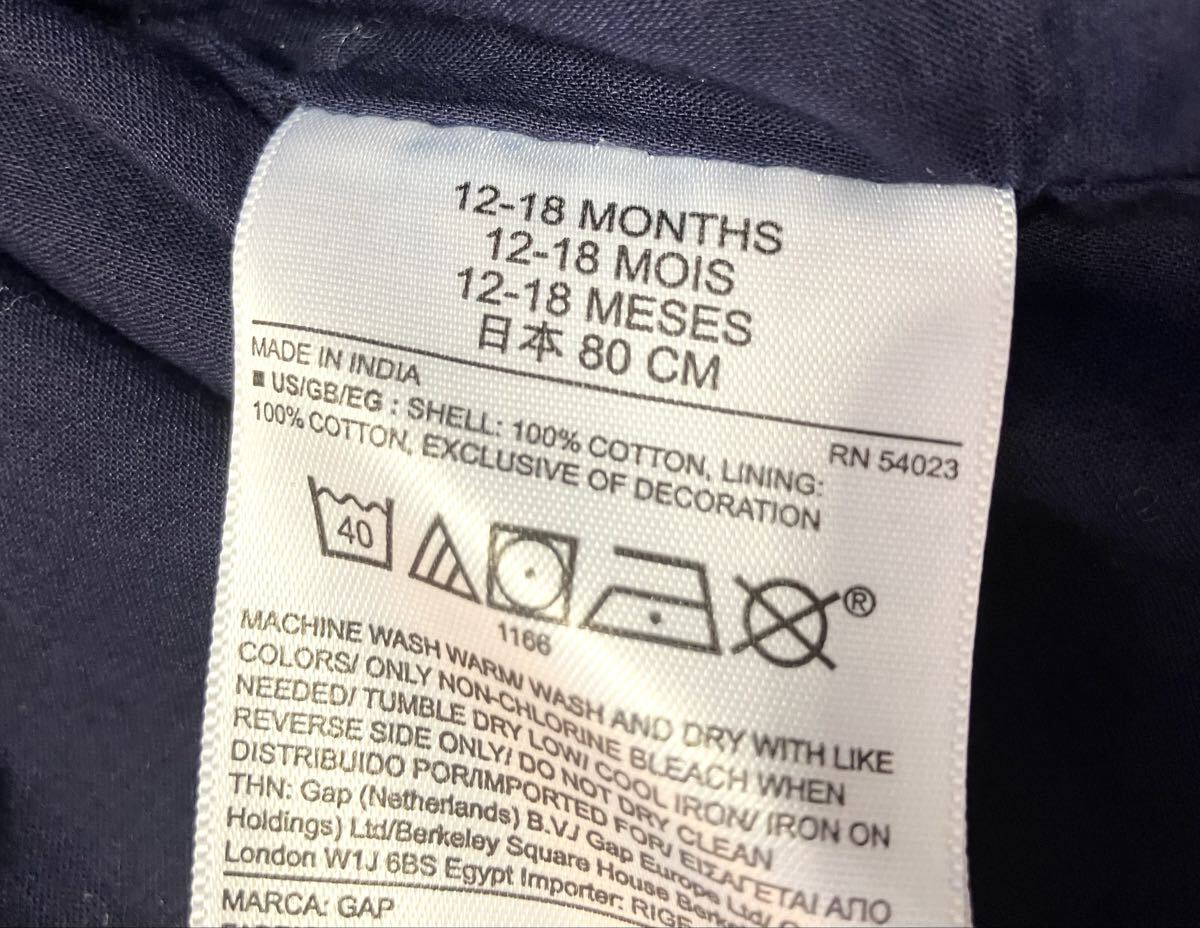 12-18 MONTHS
12-18 MOIS
12-18 MESES
日本 80 CM
MADE IN INDIA
RN 54023
■ US/GB/EG : SHELL: 100% COTTON, LINING:
100% COTTON, EXCLUSIVE OF DECORATION
40
®
1166
MACHINE WASH WARM/ WASH AND DRY WITH LIKE
COLORS/ ONLY NON-CHLORINE BLEACH WHEN
NEEDED/ TUMBLE DRY LOW/ COOL IRON/ IRON ON
REVERSE SIDE ONLY/ DO NOT DRY CLEAN
DISTRIBUIDO POR/IMPORTED FOR/ ΕΙΣΑΓΕΤΑΙ ΑΠΟ
THN: Gap (Netherlands) B.V./ Gap Europe Ltd/
Holdings) Ltd/Berkeley Square House
London W1J 6BS Egypt Importer:
MARCA: GAP